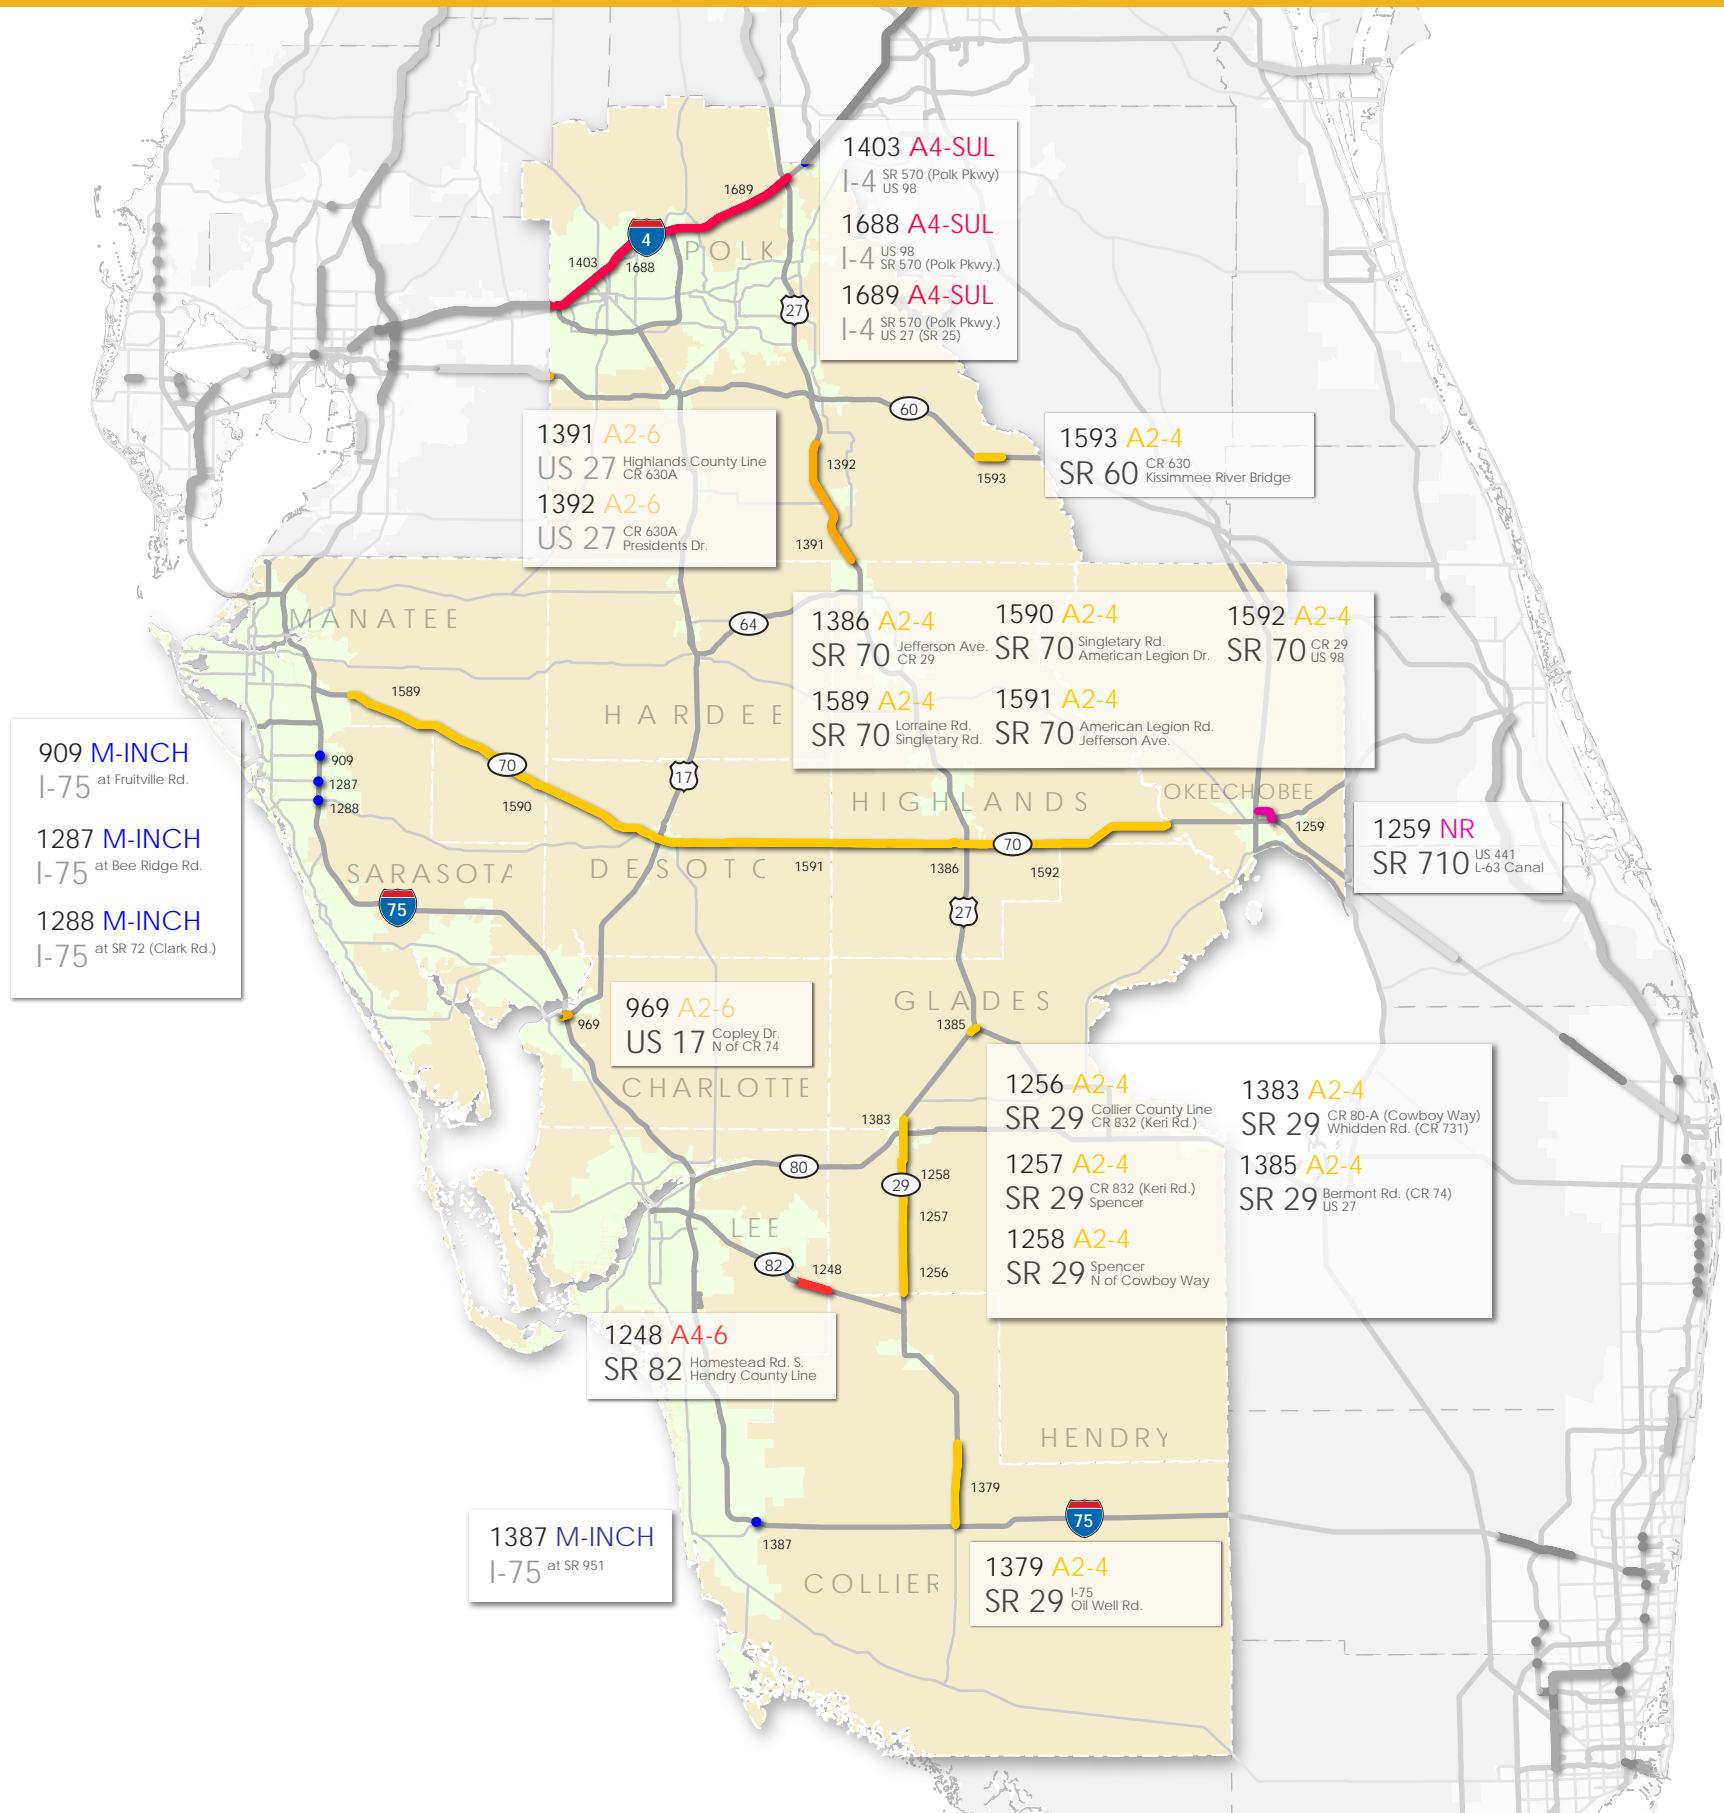 1403 A4-SUL
I-4 SR 570 (Polk Pkwy)
US 98
1688 A4-SUL
I-4 US 98
SR 570 (Polk Pkwy.)
1689 A4-SUL
I-4 SR 570 (Polk Pkwy.)
US 27 (SR 25)
1689
4
POLK
1403
1688
27
60
1391 A2-6
US 27 Highlands County Line
CR 630A
1392 A2-6
US 27 CR 630A
Presidents Dr.
1392
1391
1593
1593 A2-4
SR 60 CR 630
Kissimmee River Bridge
MANATEE
64
1386 A2-4
SR 70 Jefferson Ave.
CR 29
1590 A2-4
SR 70 Singletary Rd.
American Legion Dr.
1592 A2-4
SR 70 CR 29
US 98
1589 A2-4
SR 70 Lorraine Rd.
Singletary Rd.
1591 A2-4
SR 70 American Legion Rd.
Jefferson Ave.
1589
HARDEE
909 M-INCH
I-75 at Fruitville Rd.
1287 M-INCH
I-75 at Bee Ridge Rd.
1288 M-INCH
I-75 at SR 72 (Clark Rd.)
909
1287
1288
70
17
1590
HIGHLANDS
OKEECHOBEE
1259
1259 NR
SR 710 US 441
L-63 Canal
SARASOTA
DESOTO
1591
1386
70
1592
75
27
GLADES
969
969 A2-6
US 17 Copley Dr.
N of CR 74
1385
CHARLOTTE
1383
1256 A2-4
SR 29 Collier County Line
CR 832 (Keri Rd.)
1257 A2-4
SR 29 CR 832 (Keri Rd.)
Spencer
1258 A2-4
SR 29 Spencer
N of Cowboy Way
1383 A2-4
SR 29 CR 80-A (Cowboy Way)
Whidden Rd. (CR 731)
1385 A2-4
SR 29 Bermont Rd. (CR 74)
US 27
80
29
1258
1257
LEE
82
1248
1256
1248 A4-6
SR 82 Homestead Rd. S.
Hendry County Line
HENDRY
1379
75
1387 M-INCH
I-75 at SR 951
1387
COLLIER
1379 A2-4
SR 29 I-75
Oil Well Rd.